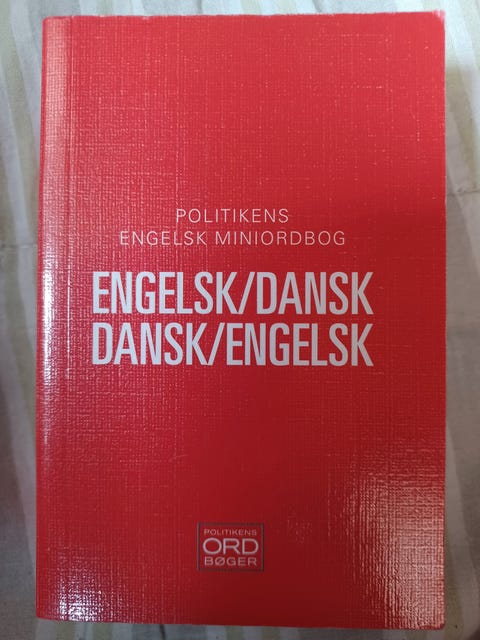 POLITIKENS
ENGELSK MINIORDBOG
ENGELSK/DANSK
DANSK/ENGELSK
POLITIKENS
ORD
BØGER